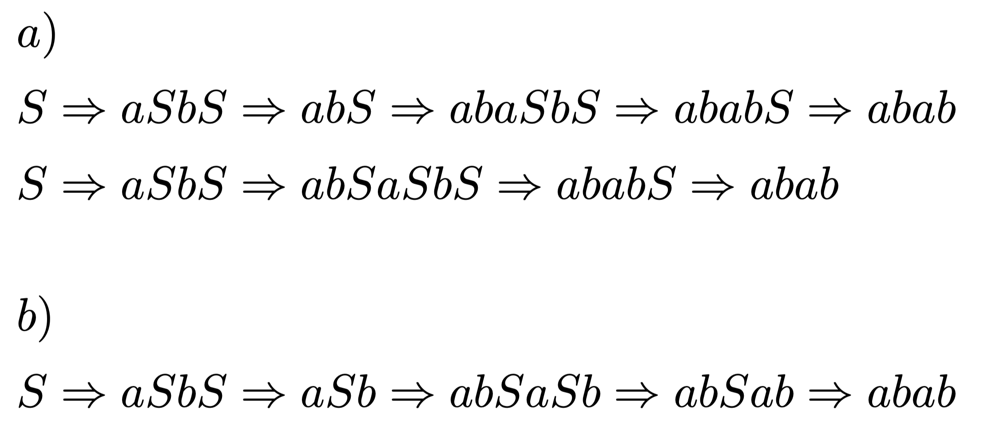 a)
S ⇒ aSbS ⇒ abS ⇒ abaSbS ⇒ ababS ⇒ abab
S ⇒ aSbS ⇒ abSaSbS ⇒ ababS ⇒ abab
b)
S ⇒ aSbS ⇒ aSb ⇒ abSaSb ⇒ abSab ⇒ abab